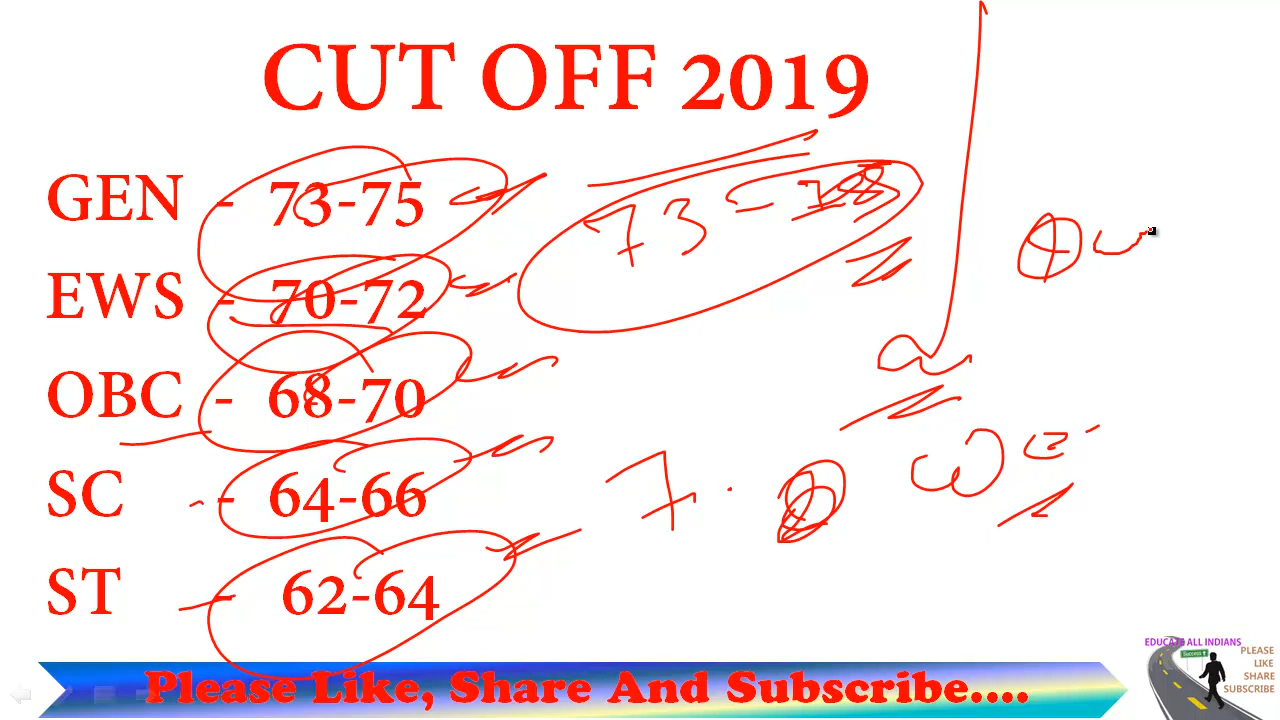 CUT OFF 2019
GEN - 73-75
73-
EWS - 70-72
OBC - 68-70
SC - 64-66
ST - 62-64
Please Like, Share And Subscribe....
EDUCATE ALL INDIANS
Success
PLEASE
LIKE
SHARE
SUBSCRIBE